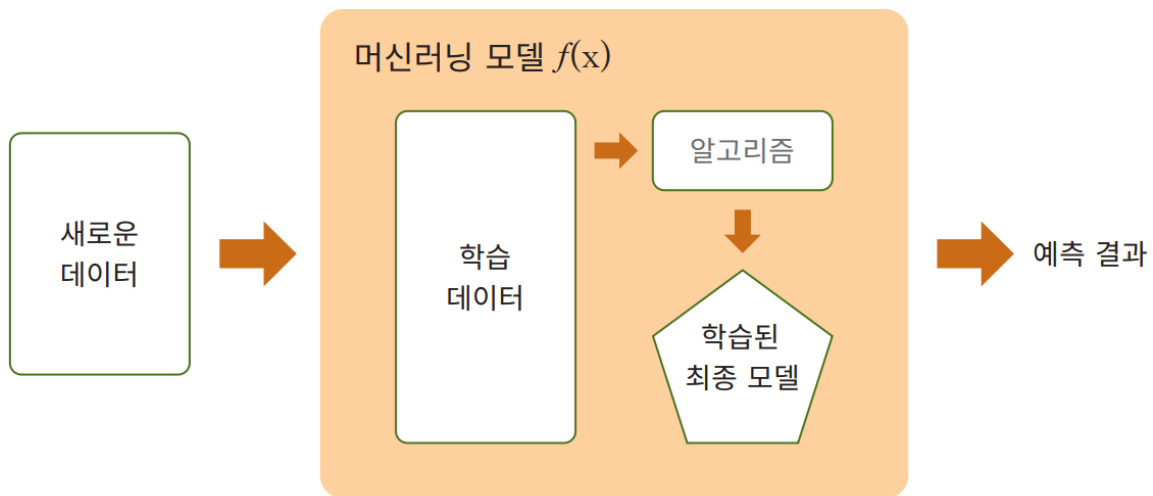 머신러닝 모델 f(x)
새로운
데이터
학습
데이터
알고리즘
학습된
최종 모델
예측 결과